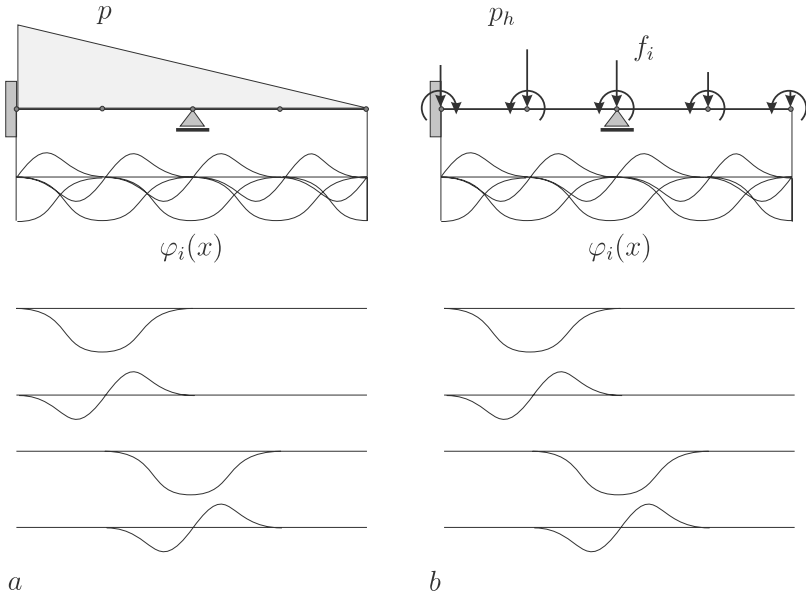 p
p_h
f_i
φ_i(x)
φ_i(x)
a
b